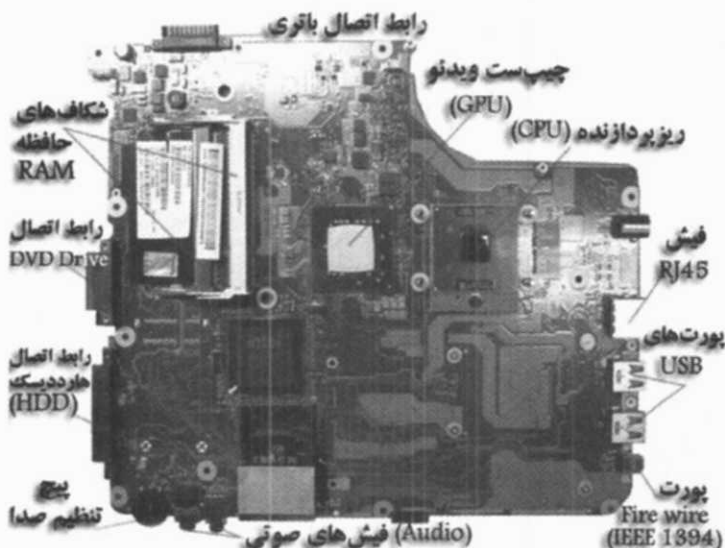 رابط اتصال باتری
چیپ‌ست ویدئو
(GPU)
ریزپردازنده (CPU)
شکاف‌های
حافظه
RAM
رابط اتصال
DVD Drive
فیش
RJ45
پورت‌های
USB
رابط اتصال
هارددیسک
(HDD)
پیچ
تنظیم صدا
فیش‌های صوتی (Audio)
پورت
Fire wire
(IEEE 1394)